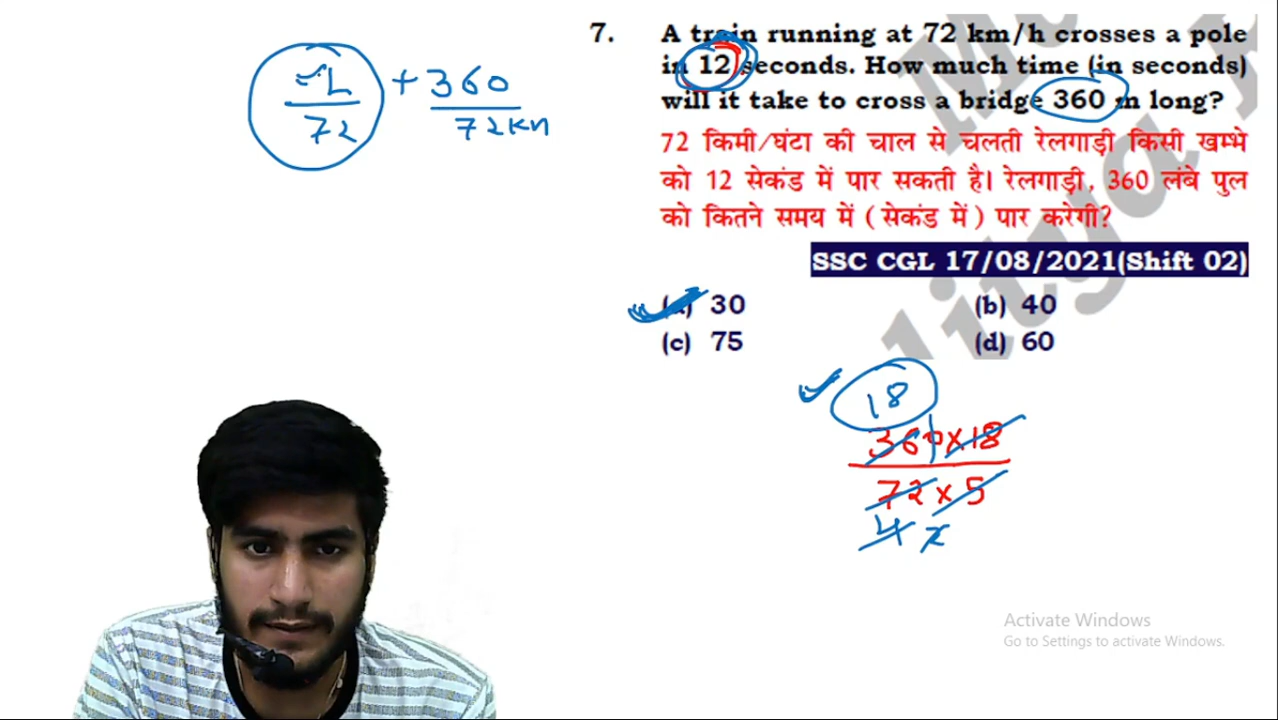 7. A train running at 72 km/h crosses a pole
in 12 seconds. How much time (in seconds)
will it take to cross a bridge 360 m long?
72 किमी/घंटा की चाल से चलती रेलगाड़ी किसी खम्भे
को 12 सेकंड में पार सकती है। रेलगाड़ी, 360 लंबे पुल
को कितने समय में ( सेकंड में ) पार करेगी?
SSC CGL 17/08/2021(Shift 02)
(a) 30 (b) 40
(c) 75 (d) 60
L + 360
72 72
18
360 × 18
72 × 5
4
Activate Windows
Go to Settings to activate Windows.